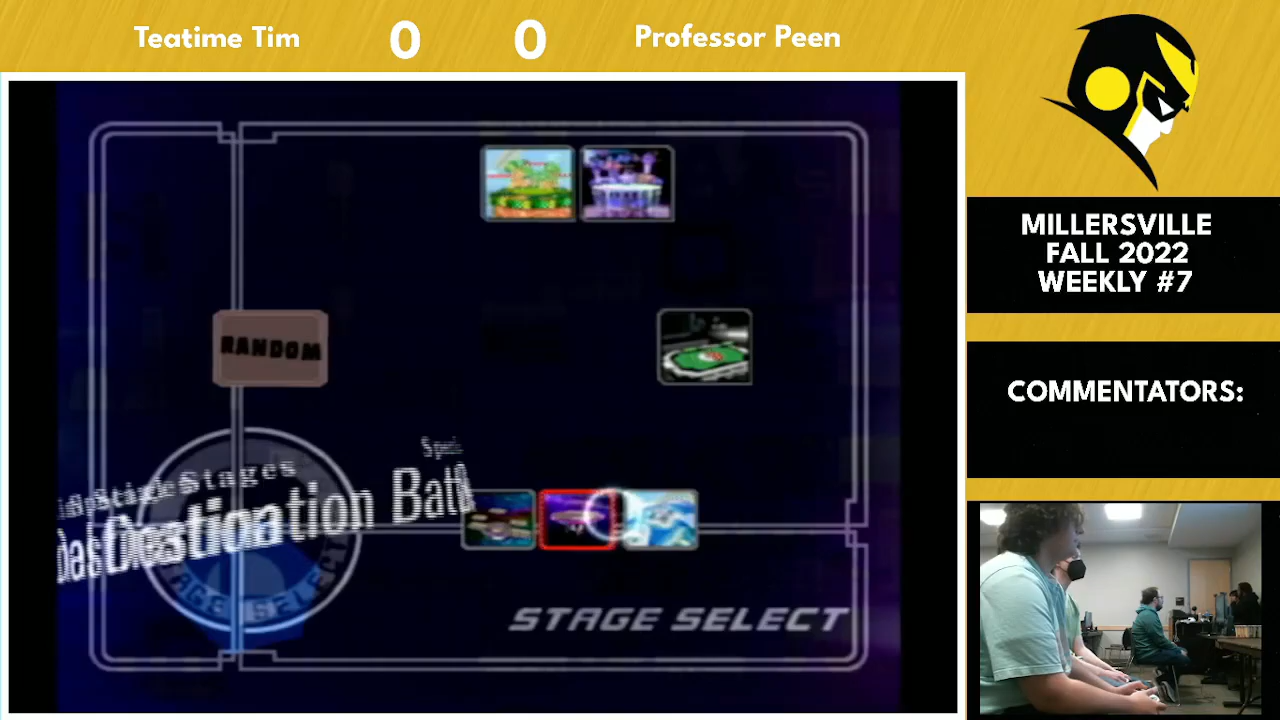 Teatime Tim
0
0
Professor Peen
MILLERSVILLE
FALL 2022
WEEKLY #7
COMMENTATORS:
RANDOM
STAGE SELECT